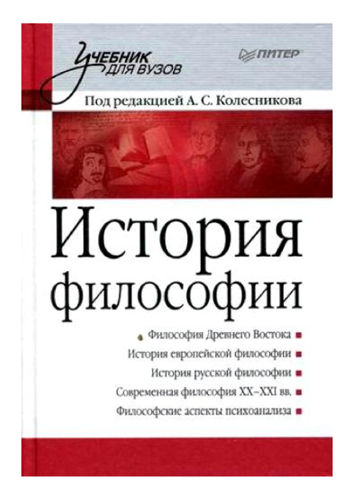 УЧЕБНИК
ДЛЯ ВУЗОВ
ПИТЕР
Под редакцией А. С. Колесникова
История
философии
Философия Древнего Востока
История европейской философии
История русской философии
Современная философия XX–XXI вв.
Философские аспекты психоанализа